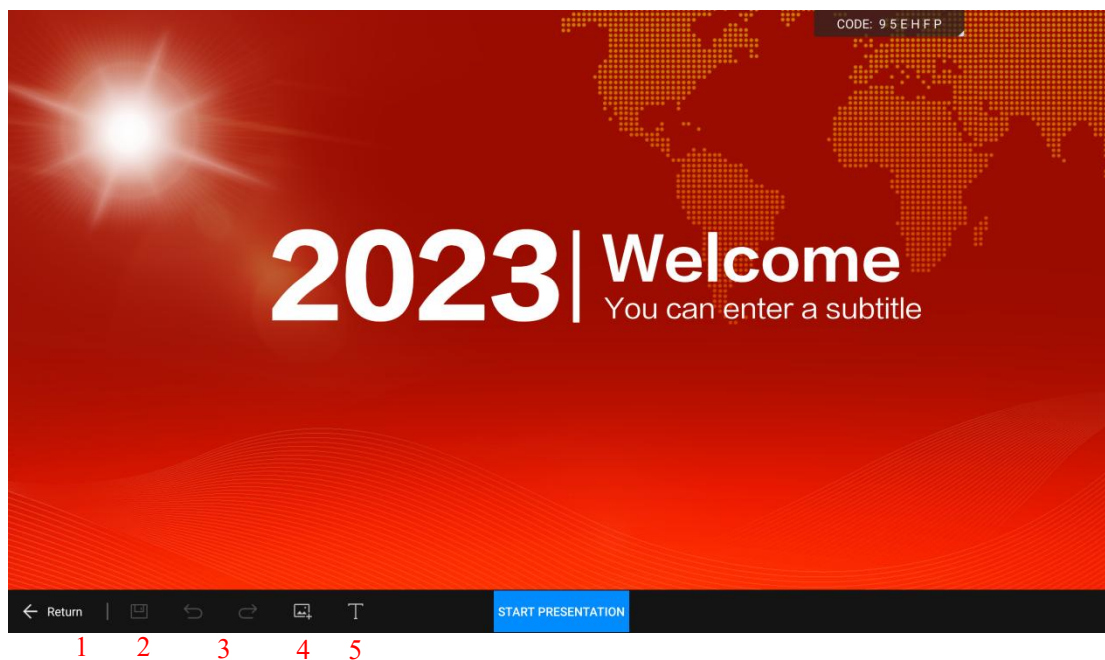 CODE: 9 5 E H F P
2023
Welcome
You can enter a subtitle
Return
START PRESENTATION
1 2 3 4 5